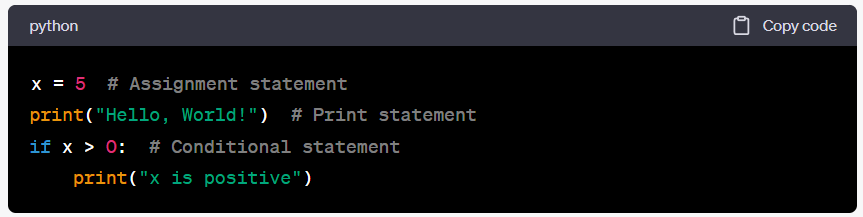 python
Copy code
x = 5  # Assignment statement
print("Hello, World!")  # Print statement
if x > 0:  # Conditional statement
    print("x is positive")